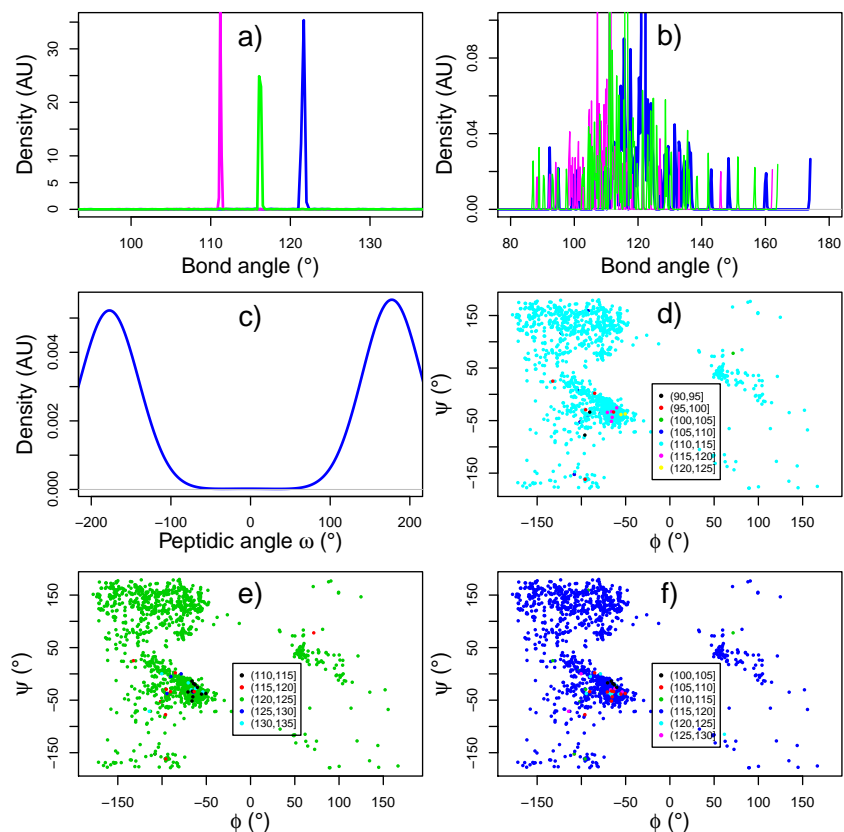 a)
Density (AU)
0 5 10 20 30
100 110 120 130
Bond angle (°)
b)
Density (AU)
0.00 0.04 0.08
80 100 120 140 160 180
Bond angle (°)
c)
Density (AU)
0.000 0.002 0.004
−200 −100 0 100 200
Peptidic angle ω (°)
d)
ψ (°)
−150 −50 50 150
(90,95]
(95,100]
(100,105]
(105,110]
(110,115]
(115,120]
(120,125]
−150 −50 0 50 100 150
ϕ (°)
e)
ψ (°)
−150 −50 50 150
(110,115]
(115,120]
(120,125]
(125,130]
(130,135]
−150 −50 0 50 100 150
ϕ (°)
f)
ψ (°)
−150 −50 50 150
(100,105]
(105,110]
(110,115]
(115,120]
(120,125]
(125,130]
−150 −50 0 50 100 150
ϕ (°)